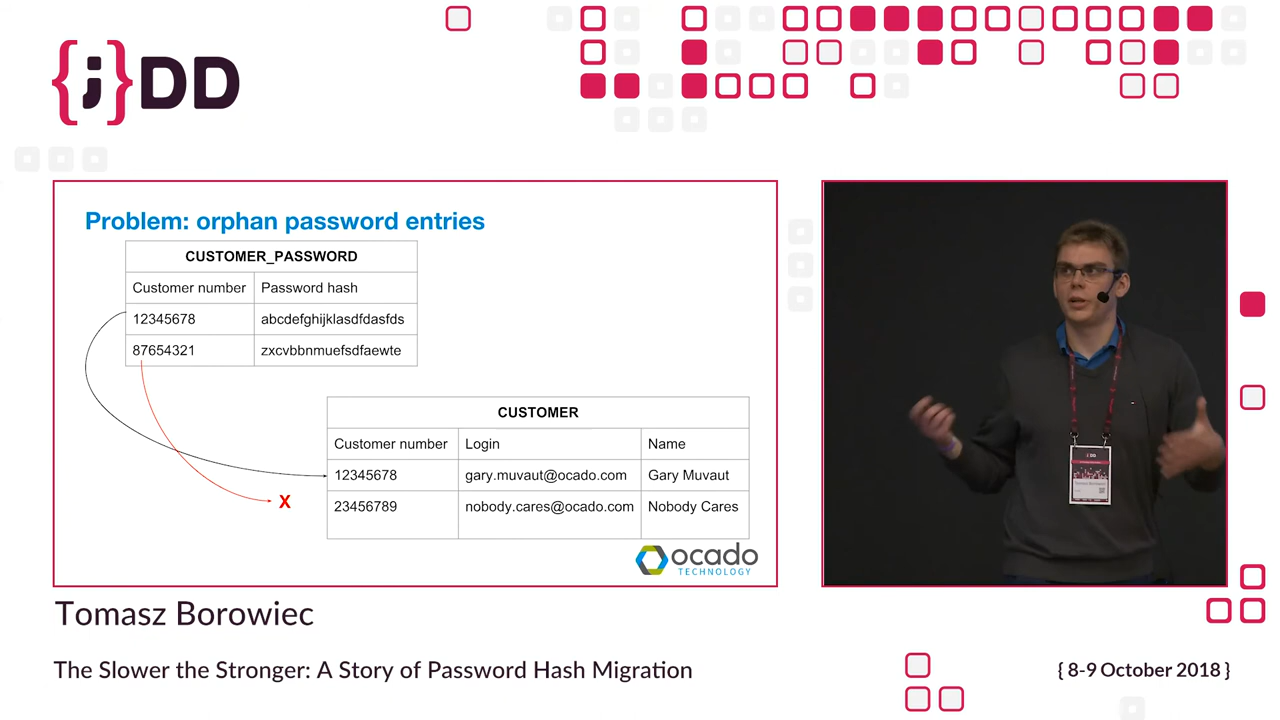 {j}DD
Problem: orphan password entries
CUSTOMER_PASSWORD
Customer number Password hash
12345678 abcdefghijklasdfdasfds
87654321 zxcvbbnmuefsdfaewte
CUSTOMER
Customer number Login Name
12345678 gary.muvaut@ocado.com Gary Muvaut
23456789 nobody.cares@ocado.com Nobody Cares
X
ocado
TECHNOLOGY
Tomasz Borowiec
The Slower the Stronger: A Story of Password Hash Migration
{ 8-9 October 2018 }